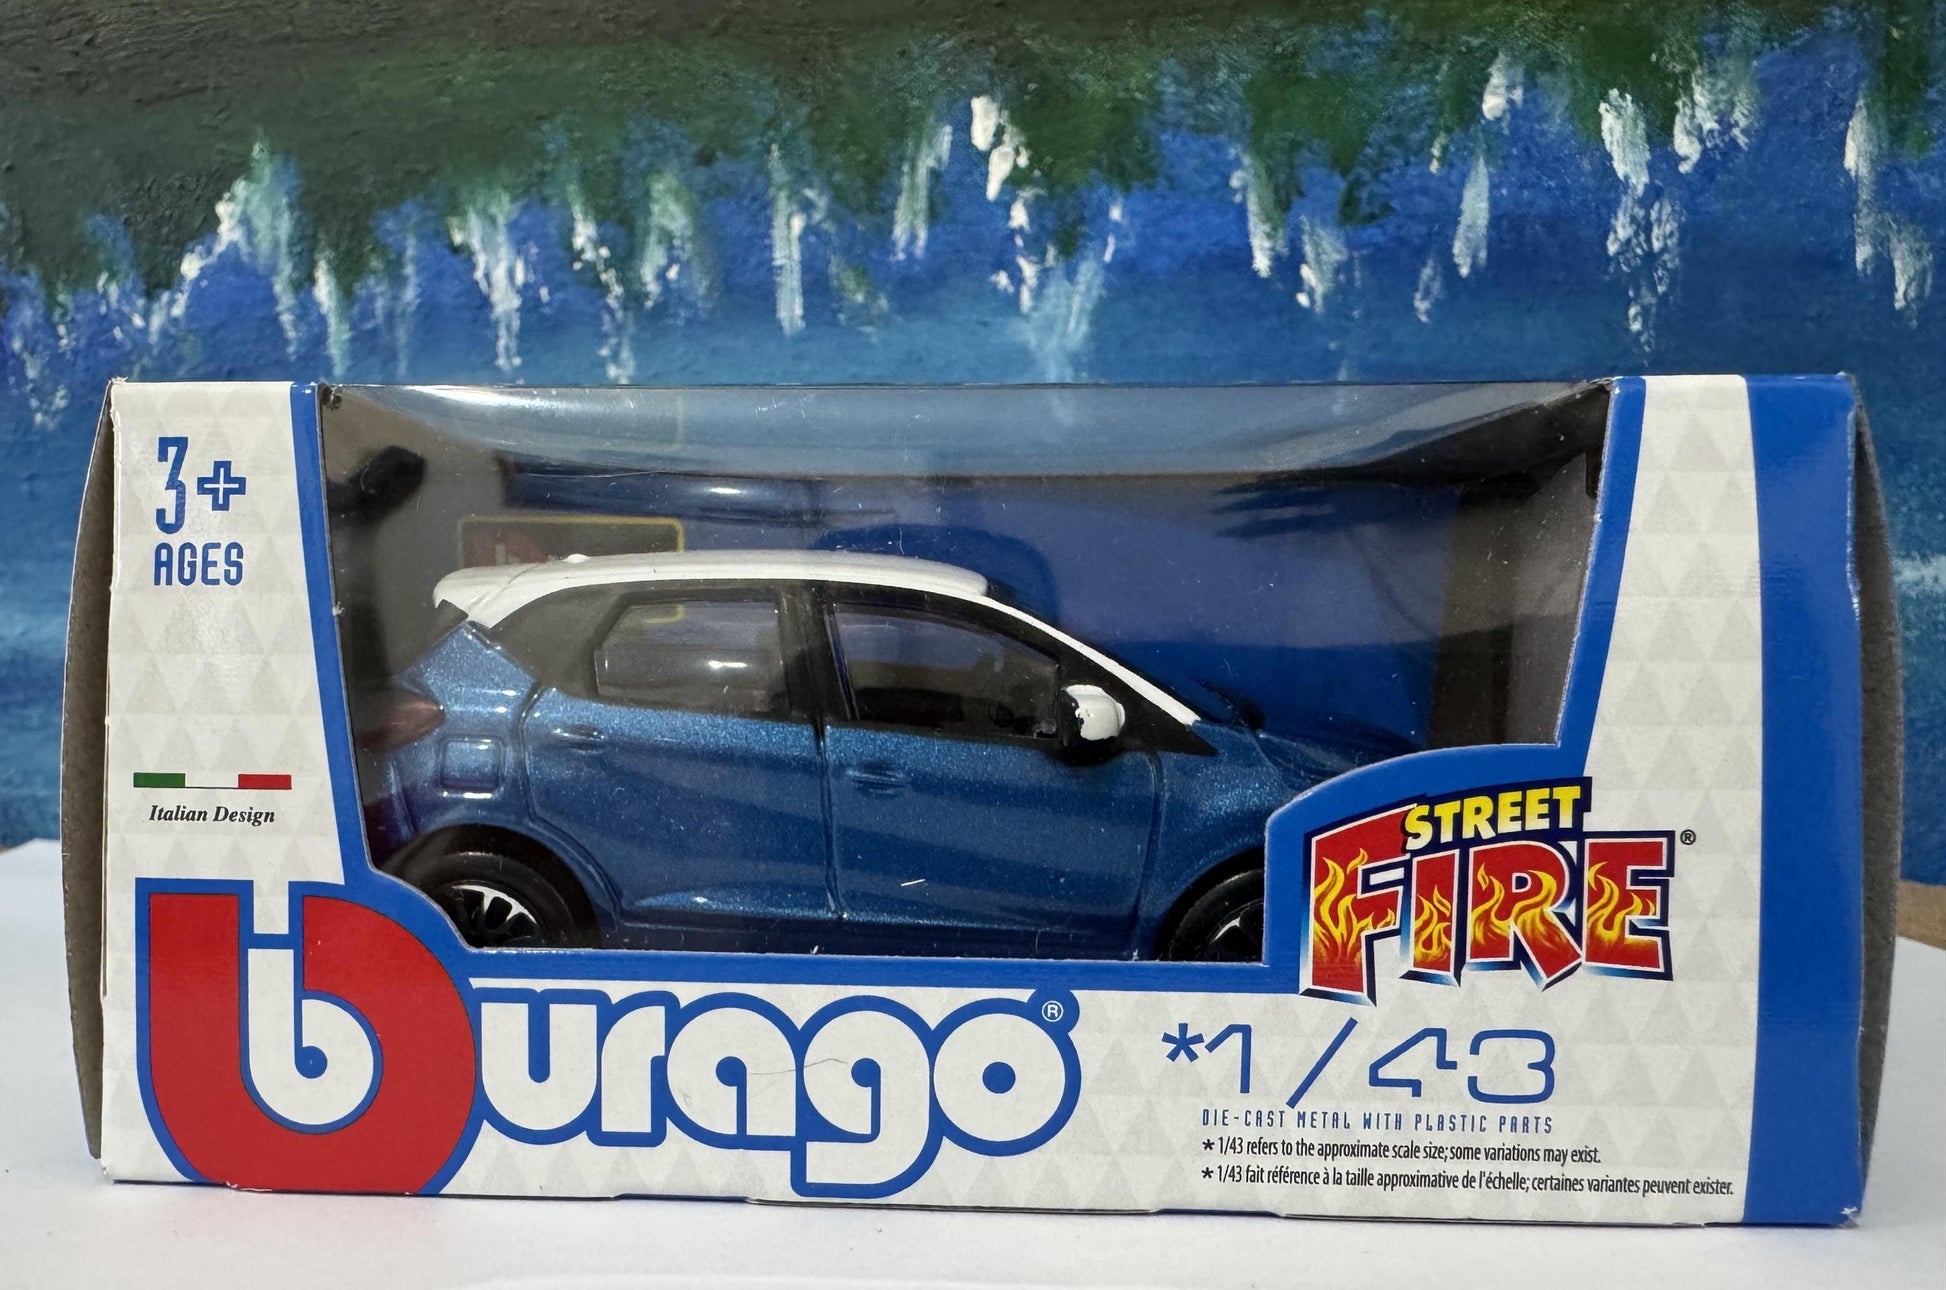 3+
AGES
Italian Design
burago®
STREET
FIRE®
*1/43
DIE-CAST METAL WITH PLASTIC PARTS
* 1/43 refers to the approximate scale size; some variations may exist.
* 1/43 fait référence à la taille approximative de l'échelle; certaines variantes peuvent exister.